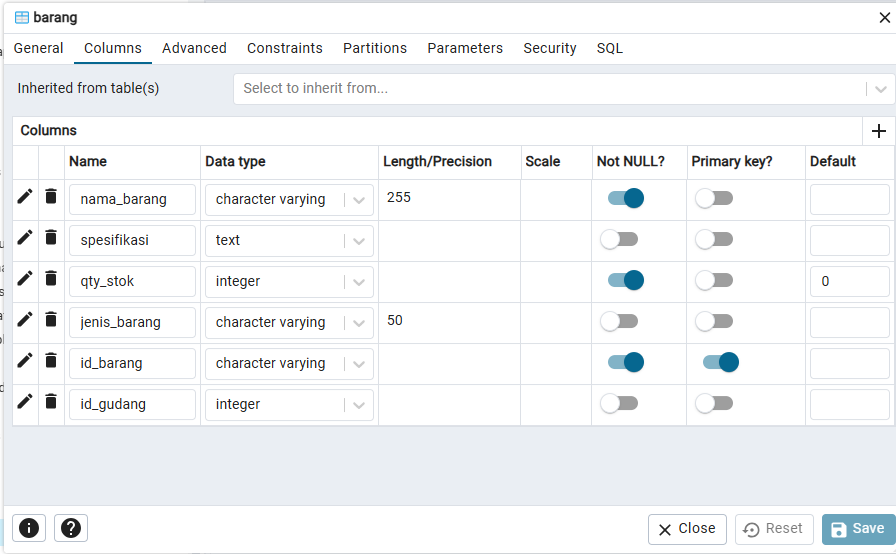 barang
General Columns Advanced Constraints Partitions Parameters Security SQL
Inherited from table(s) Select to inherit from...
Columns
Name Data type Length/Precision Scale Not NULL? Primary key? Default
nama_barang character varying 255
spesifikasi text
qty_stok integer 0
jenis_barang character varying 50
id_barang character varying
id_gudang integer
Close Reset Save